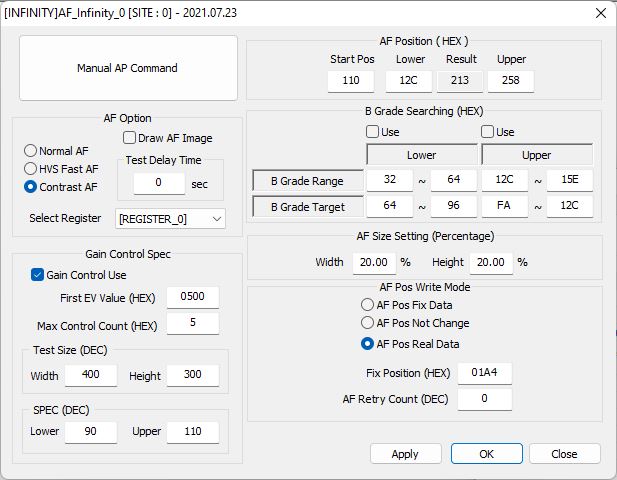 [INFINITY]AF_Infinity_0 [SITE : 0] - 2021.07.23
Manual AP Command
AF Option
Draw AF Image
Normal AF
HVS Fast AF
Contrast AF
Test Delay Time
0 sec
Select Register [REGISTER_0]
Gain Control Spec
Gain Control Use
First EV Value (HEX) 0500
Max Control Count (HEX) 5
Test Size (DEC)
Width 400 Height 300
SPEC (DEC)
Lower 90 Upper 110
AF Position ( HEX )
Start Pos Lower Result Upper
110 12C 213 258
B Grade Searching (HEX)
Use Use
Lower Upper
B Grade Range 32 ~ 64 12C ~ 15E
B Grade Target 64 ~ 96 FA ~ 12C
AF Size Setting (Percentage)
Width 20.00 % Height 20.00 %
AF Pos Write Mode
AF Pos Fix Data
AF Pos Not Change
AF Pos Real Data
Fix Position (HEX) 01A4
AF Retry Count (DEC) 0
Apply OK Close